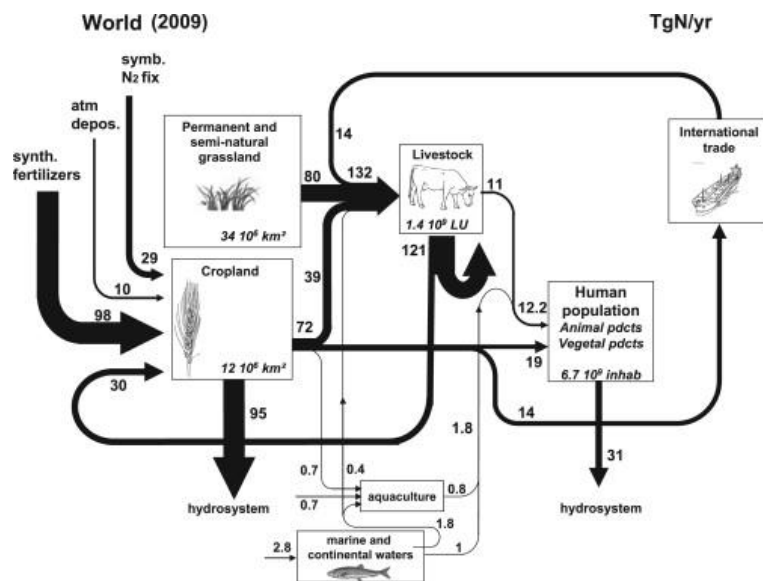 World (2009)
TgN/yr
symb.
N2 fix
atm
depos.
synth.
fertilizers
Permanent and
semi-natural
grassland
34 10⁶ km²
80
132
14
Livestock
1.4 10⁹ LU
11
International
trade
29
10
98
30
Cropland
12 10⁶ km²
39
72
121
95
hydrosystem
12.2
19
Human
population
Animal pdcts
Vegetal pdcts
6.7 10⁹ inhab
14
31
hydrosystem
1.8
0.7
0.4
0.7
aquaculture
0.8
1.8
1
2.8
marine and
continental waters